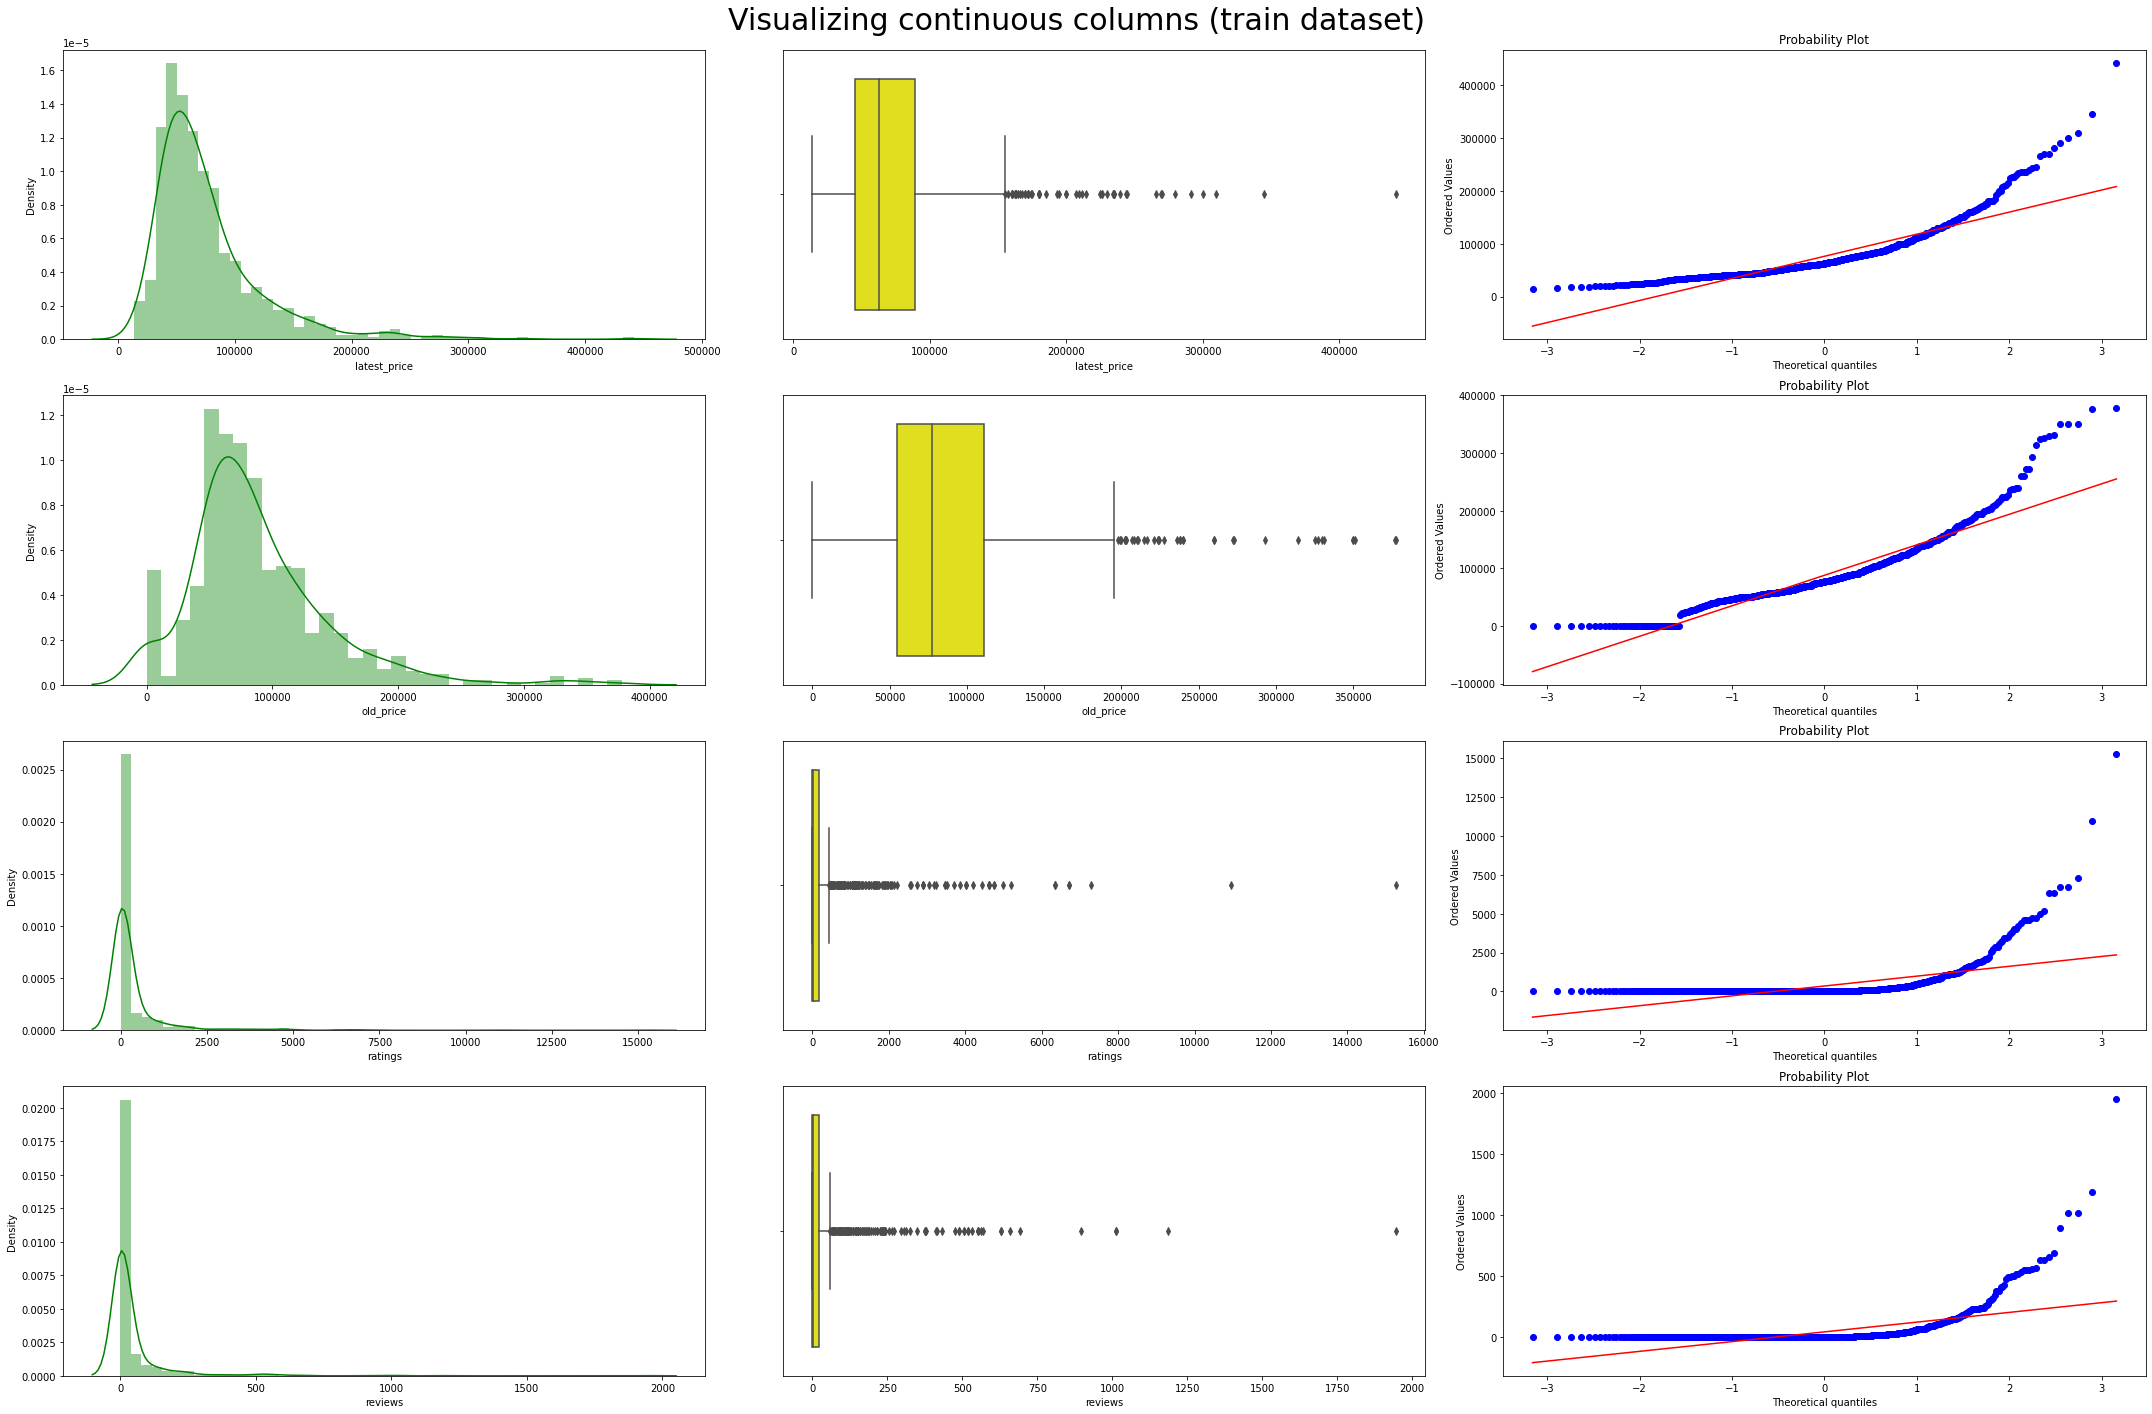 Visualizing continuous columns (train dataset)
1e−5
1.6
1.4
1.2
1.0
0.8
0.6
0.4
0.2
0.0
Density
0 100000 200000 300000 400000 500000
latest_price
0 100000 200000 300000 400000
latest_price
Probability Plot
400000
300000
200000
100000
0
Ordered Values
−3 −2 −1 0 1 2 3
Theoretical quantiles
1e−5
1.2
1.0
0.8
0.6
0.4
0.2
0.0
Density
0 100000 200000 300000 400000
old_price
0 50000 100000 150000 200000 250000 300000 350000
old_price
Probability Plot
400000
300000
200000
100000
0
−100000
Ordered Values
−3 −2 −1 0 1 2 3
Theoretical quantiles
0.0025
0.0020
0.0015
0.0010
0.0005
0.0000
Density
0 2500 5000 7500 10000 12500 15000
ratings
0 2000 4000 6000 8000 10000 12000 14000 16000
ratings
Probability Plot
15000
12500
10000
7500
5000
2500
0
Ordered Values
−3 −2 −1 0 1 2 3
Theoretical quantiles
0.0200
0.0175
0.0150
0.0125
0.0100
0.0075
0.0050
0.0025
0.0000
Density
0 500 1000 1500 2000
reviews
0 250 500 750 1000 1250 1500 1750 2000
reviews
Probability Plot
2000
1500
1000
500
0
Ordered Values
−3 −2 −1 0 1 2 3
Theoretical quantiles